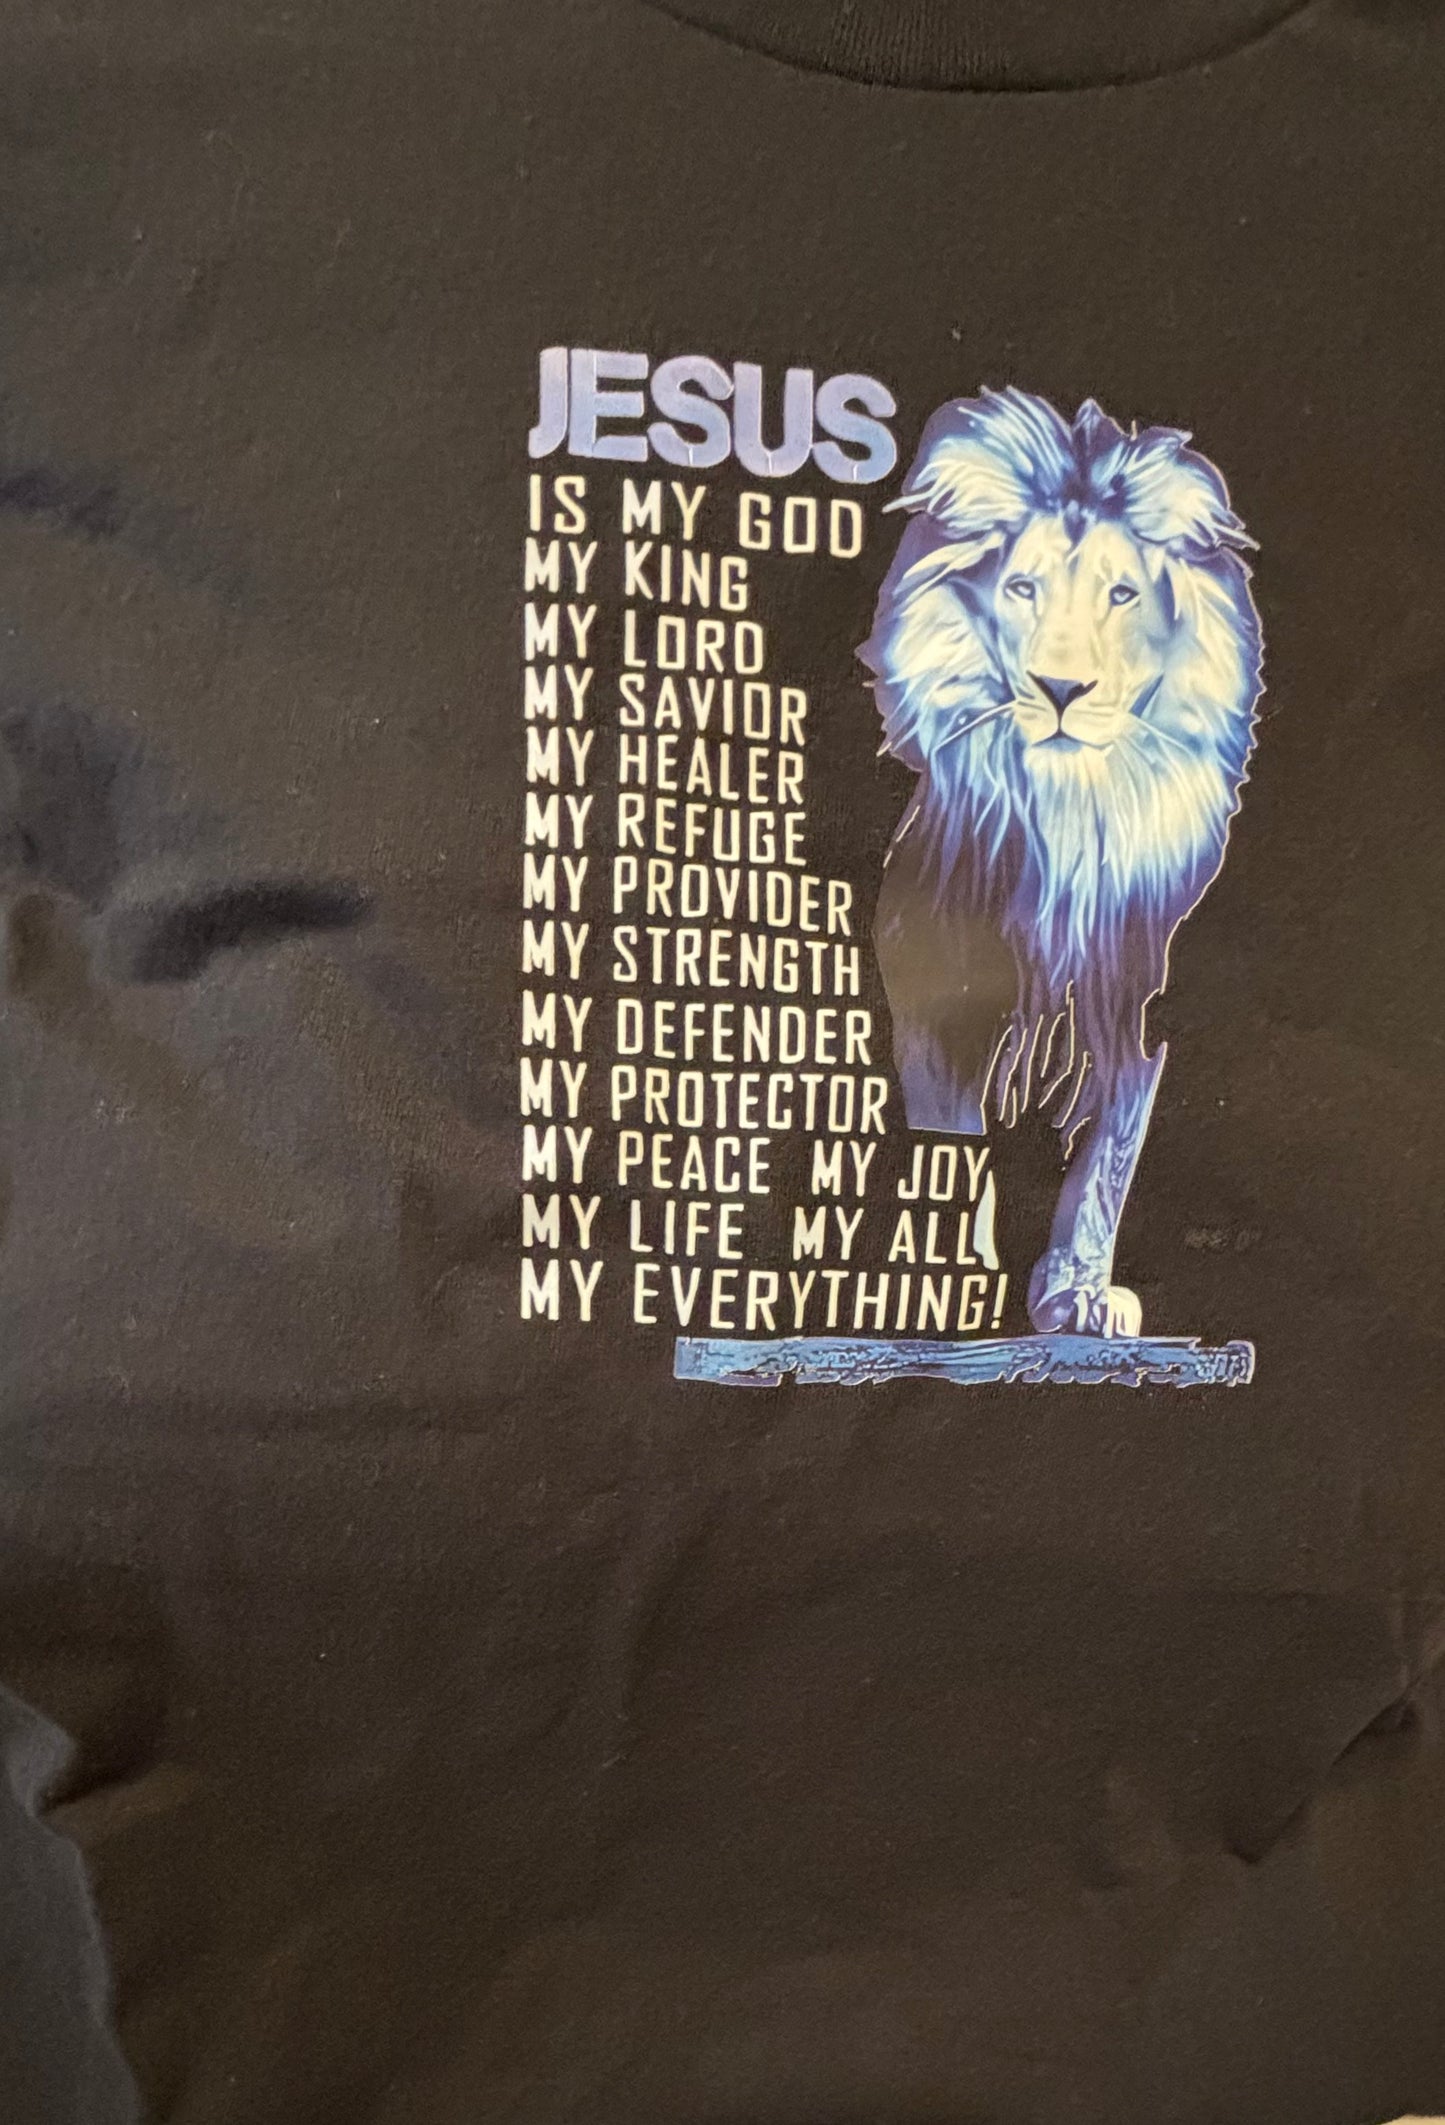 JESUS
IS MY GOD
MY KING
MY LORD
MY SAVIOR
MY HEALER
MY REFUGE
MY PROVIDER
MY STRENGTH
MY DEFENDER
MY PROTECTOR
MY PEACE MY JOY
MY LIFE MY ALL
MY EVERYTHING!